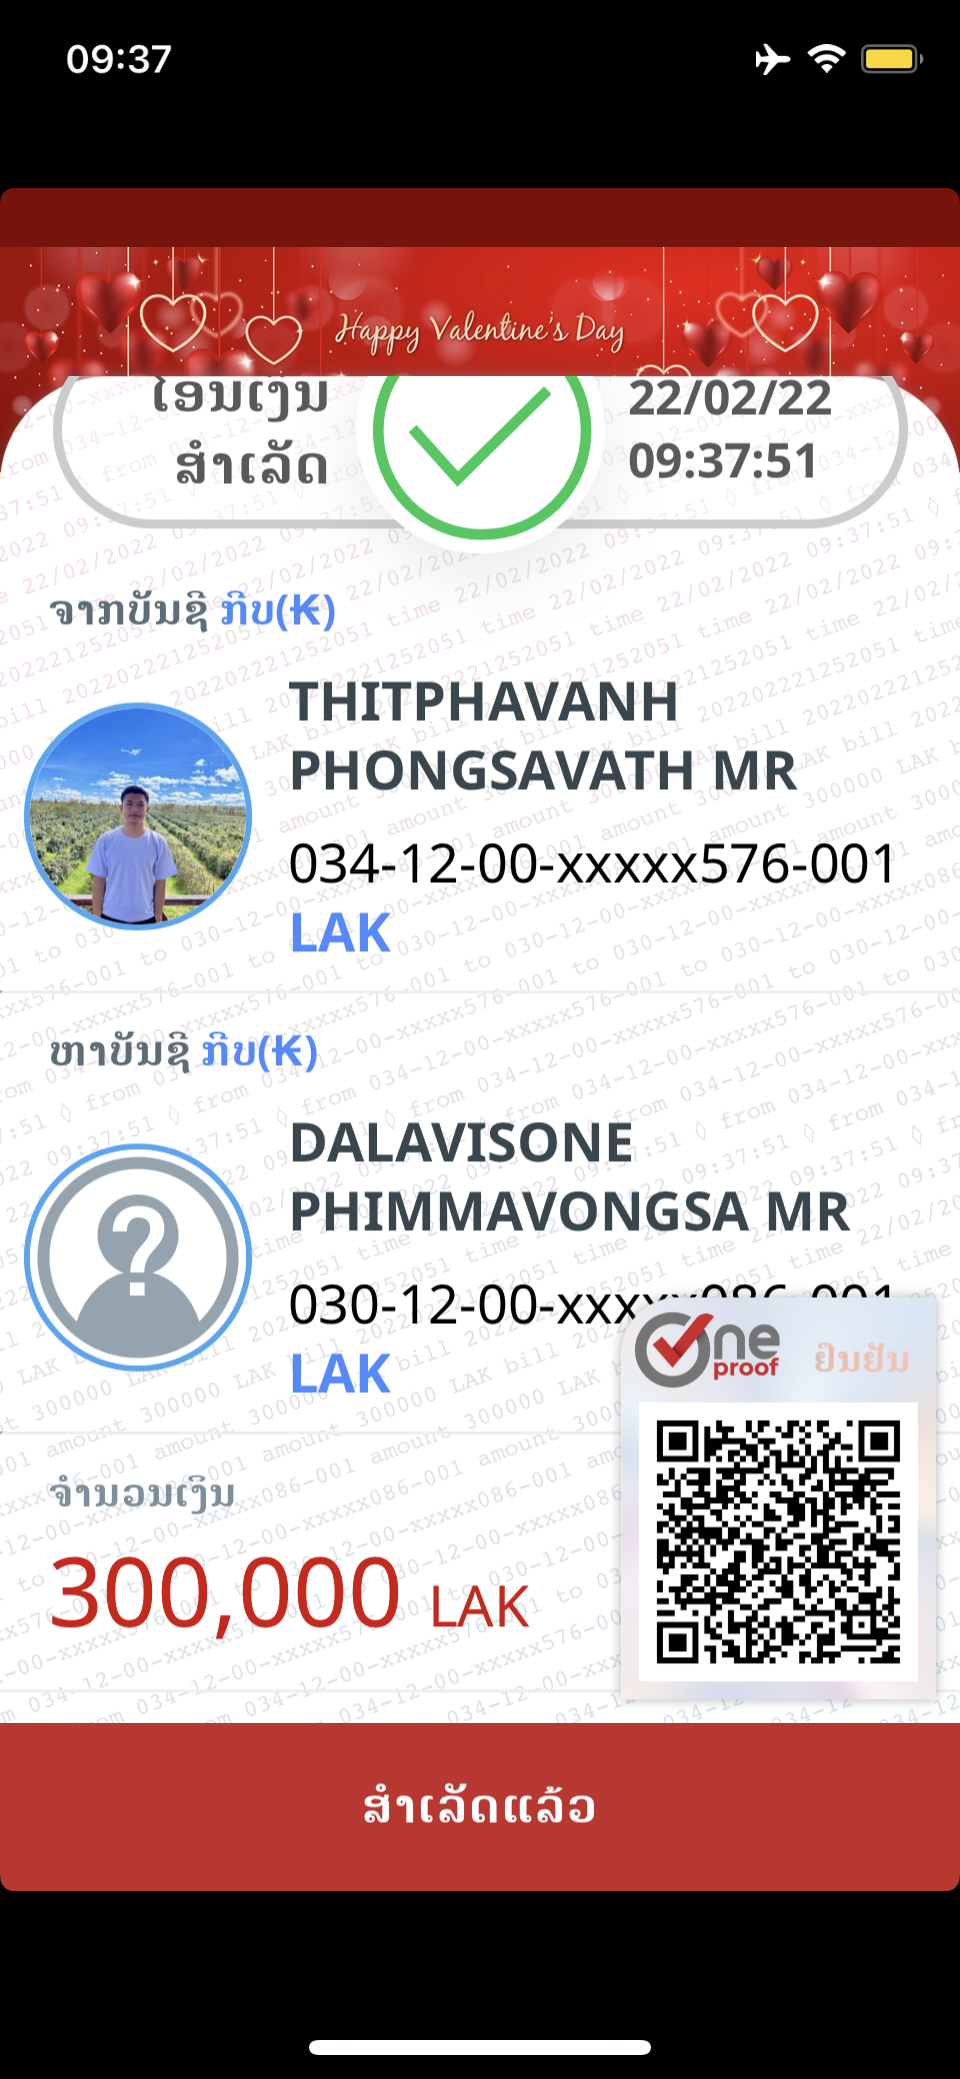 09:37
Happy Valentine's Day
ໂອນເງິນ
ສຳເລັດ
22/02/22
09:37:51
ຈາກບັນຊີ ກີບ(₭)
THITPHAVANH
PHONGSAVATH MR
034-12-00-xxxxx576-001
LAK
ຫາບັນຊີ ກີບ(₭)
DALAVISONE
PHIMMAVONGSA MR
030-12-00-xxxxx086-001
LAK
One proof ຢືນຢັນ
ຈຳນວນເງິນ
300,000 LAK
ສຳເລັດແລ້ວ